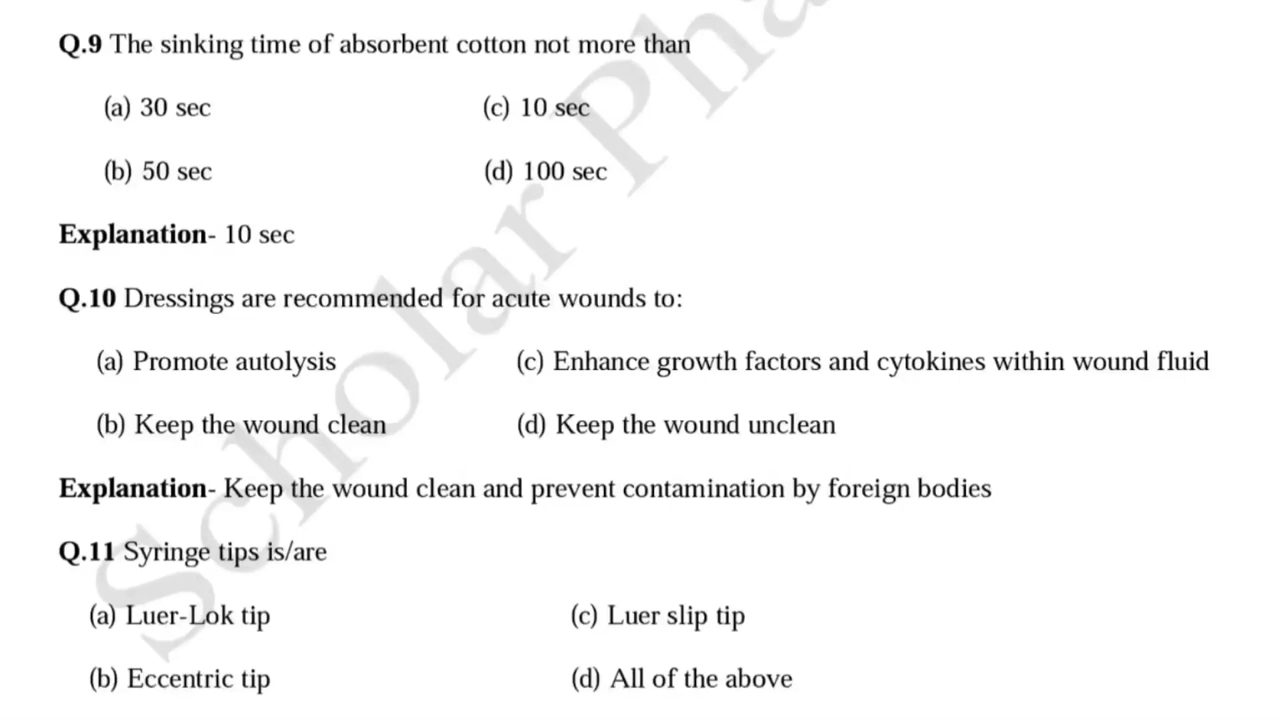 Q.9 The sinking time of absorbent cotton not more than
(a) 30 sec (c) 10 sec
(b) 50 sec (d) 100 sec
Explanation- 10 sec
Q.10 Dressings are recommended for acute wounds to:
(a) Promote autolysis (c) Enhance growth factors and cytokines within wound fluid
(b) Keep the wound clean (d) Keep the wound unclean
Explanation- Keep the wound clean and prevent contamination by foreign bodies
Q.11 Syringe tips is/are
(a) Luer-Lok tip (c) Luer slip tip
(b) Eccentric tip (d) All of the above
Scholar Pha